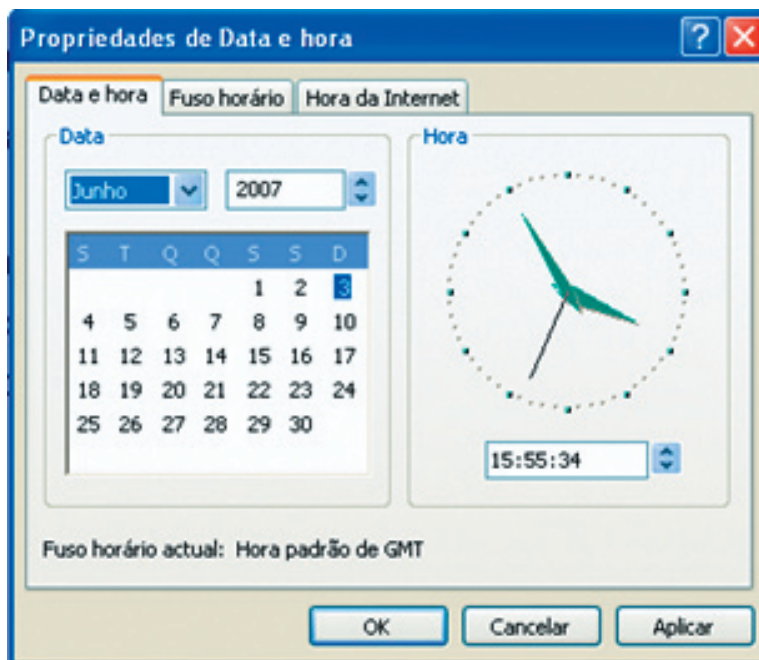 Propriedades de Data e hora
Data e hora Fuso horário Hora da Internet
Data
Hora
Junho 2007
S T Q Q S S D
1 2 3
4 5 6 7 8 9 10
11 12 13 14 15 16 17
18 19 20 21 22 23 24
25 26 27 28 29 30
15:55:34
Fuso horário actual: Hora padrão de GMT
OK Cancelar Aplicar